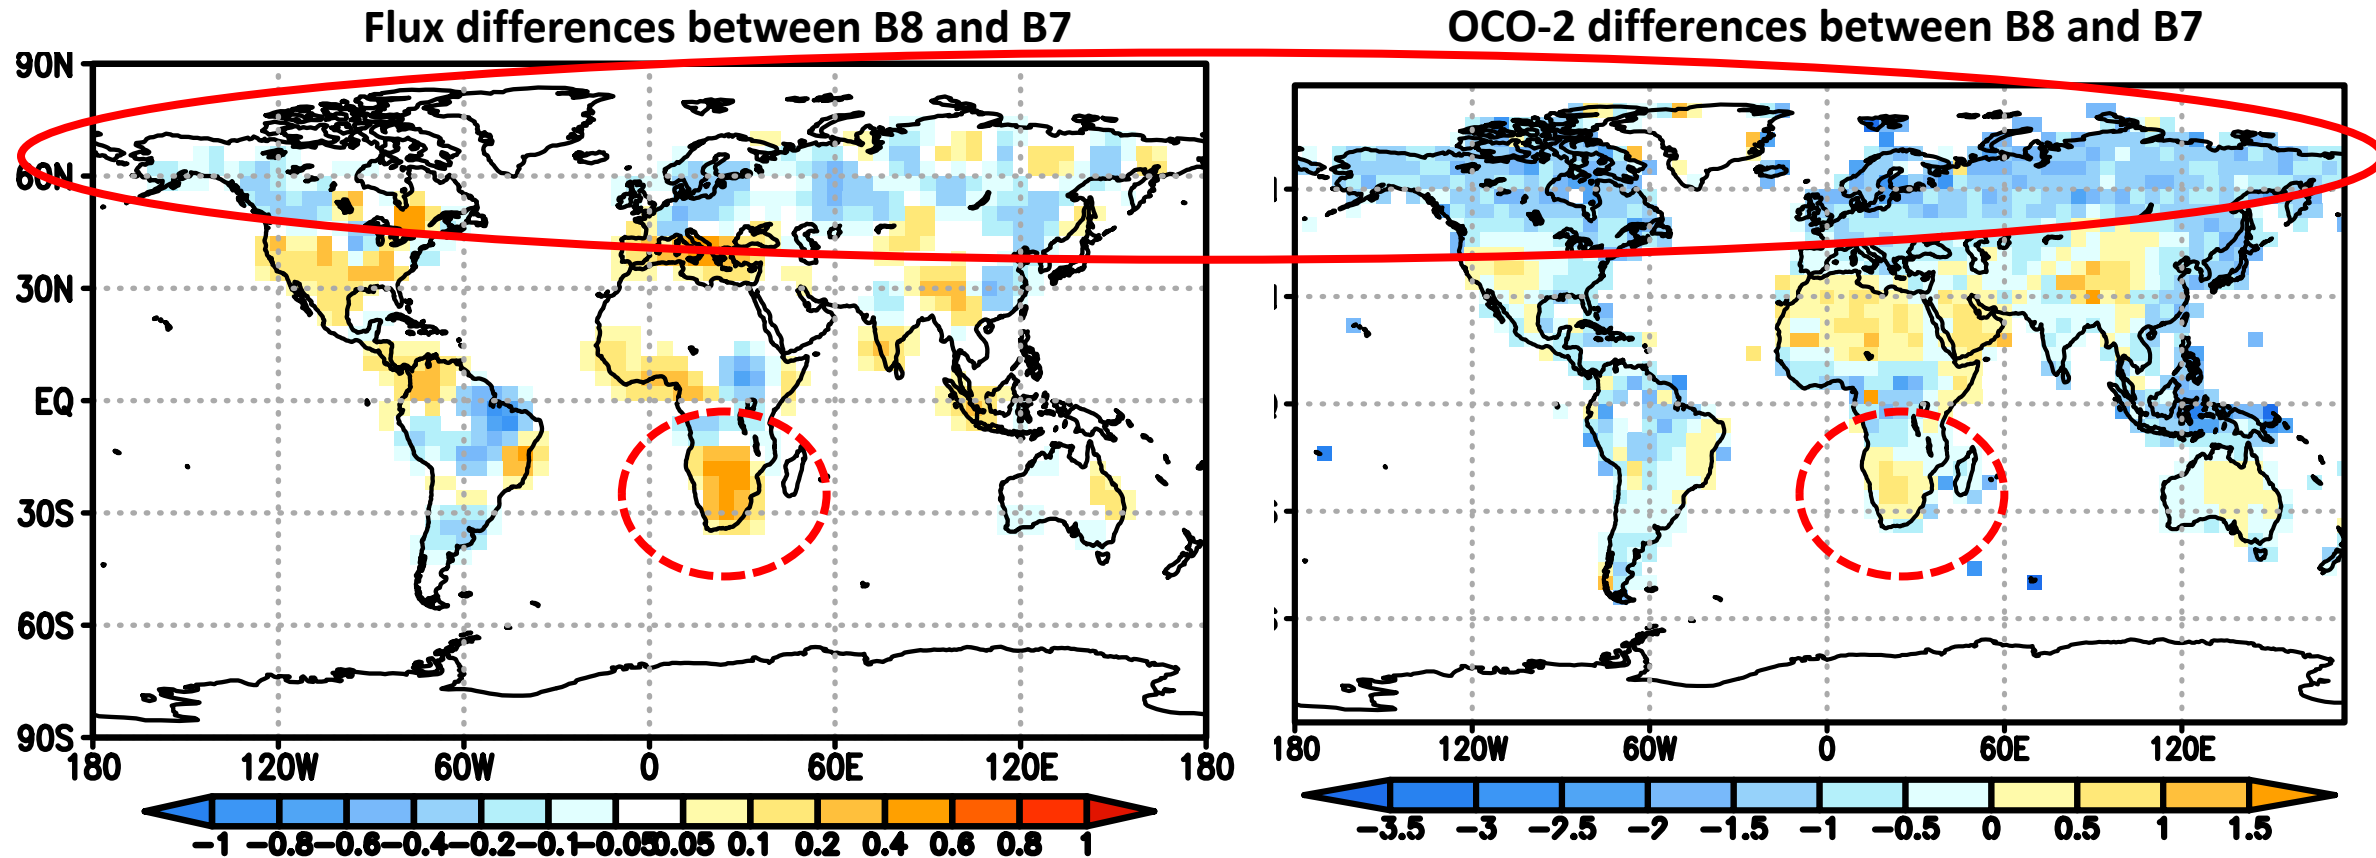 Flux differences between B8 and B7
OCO-2 differences between B8 and B7
90N
60N
30N
EQ
30S
60S
90S
180 120W 60W 0 60E 120E 180
180 120W 60W 0 60E 120E
−1 −0.8 −0.6 −0.4 −0.2 −0.1 −0.05 0.05 0.1 0.2 0.4 0.6 0.8 1
−3.5 −3 −2.5 −2 −1.5 −1 −0.5 0 0.5 1 1.5